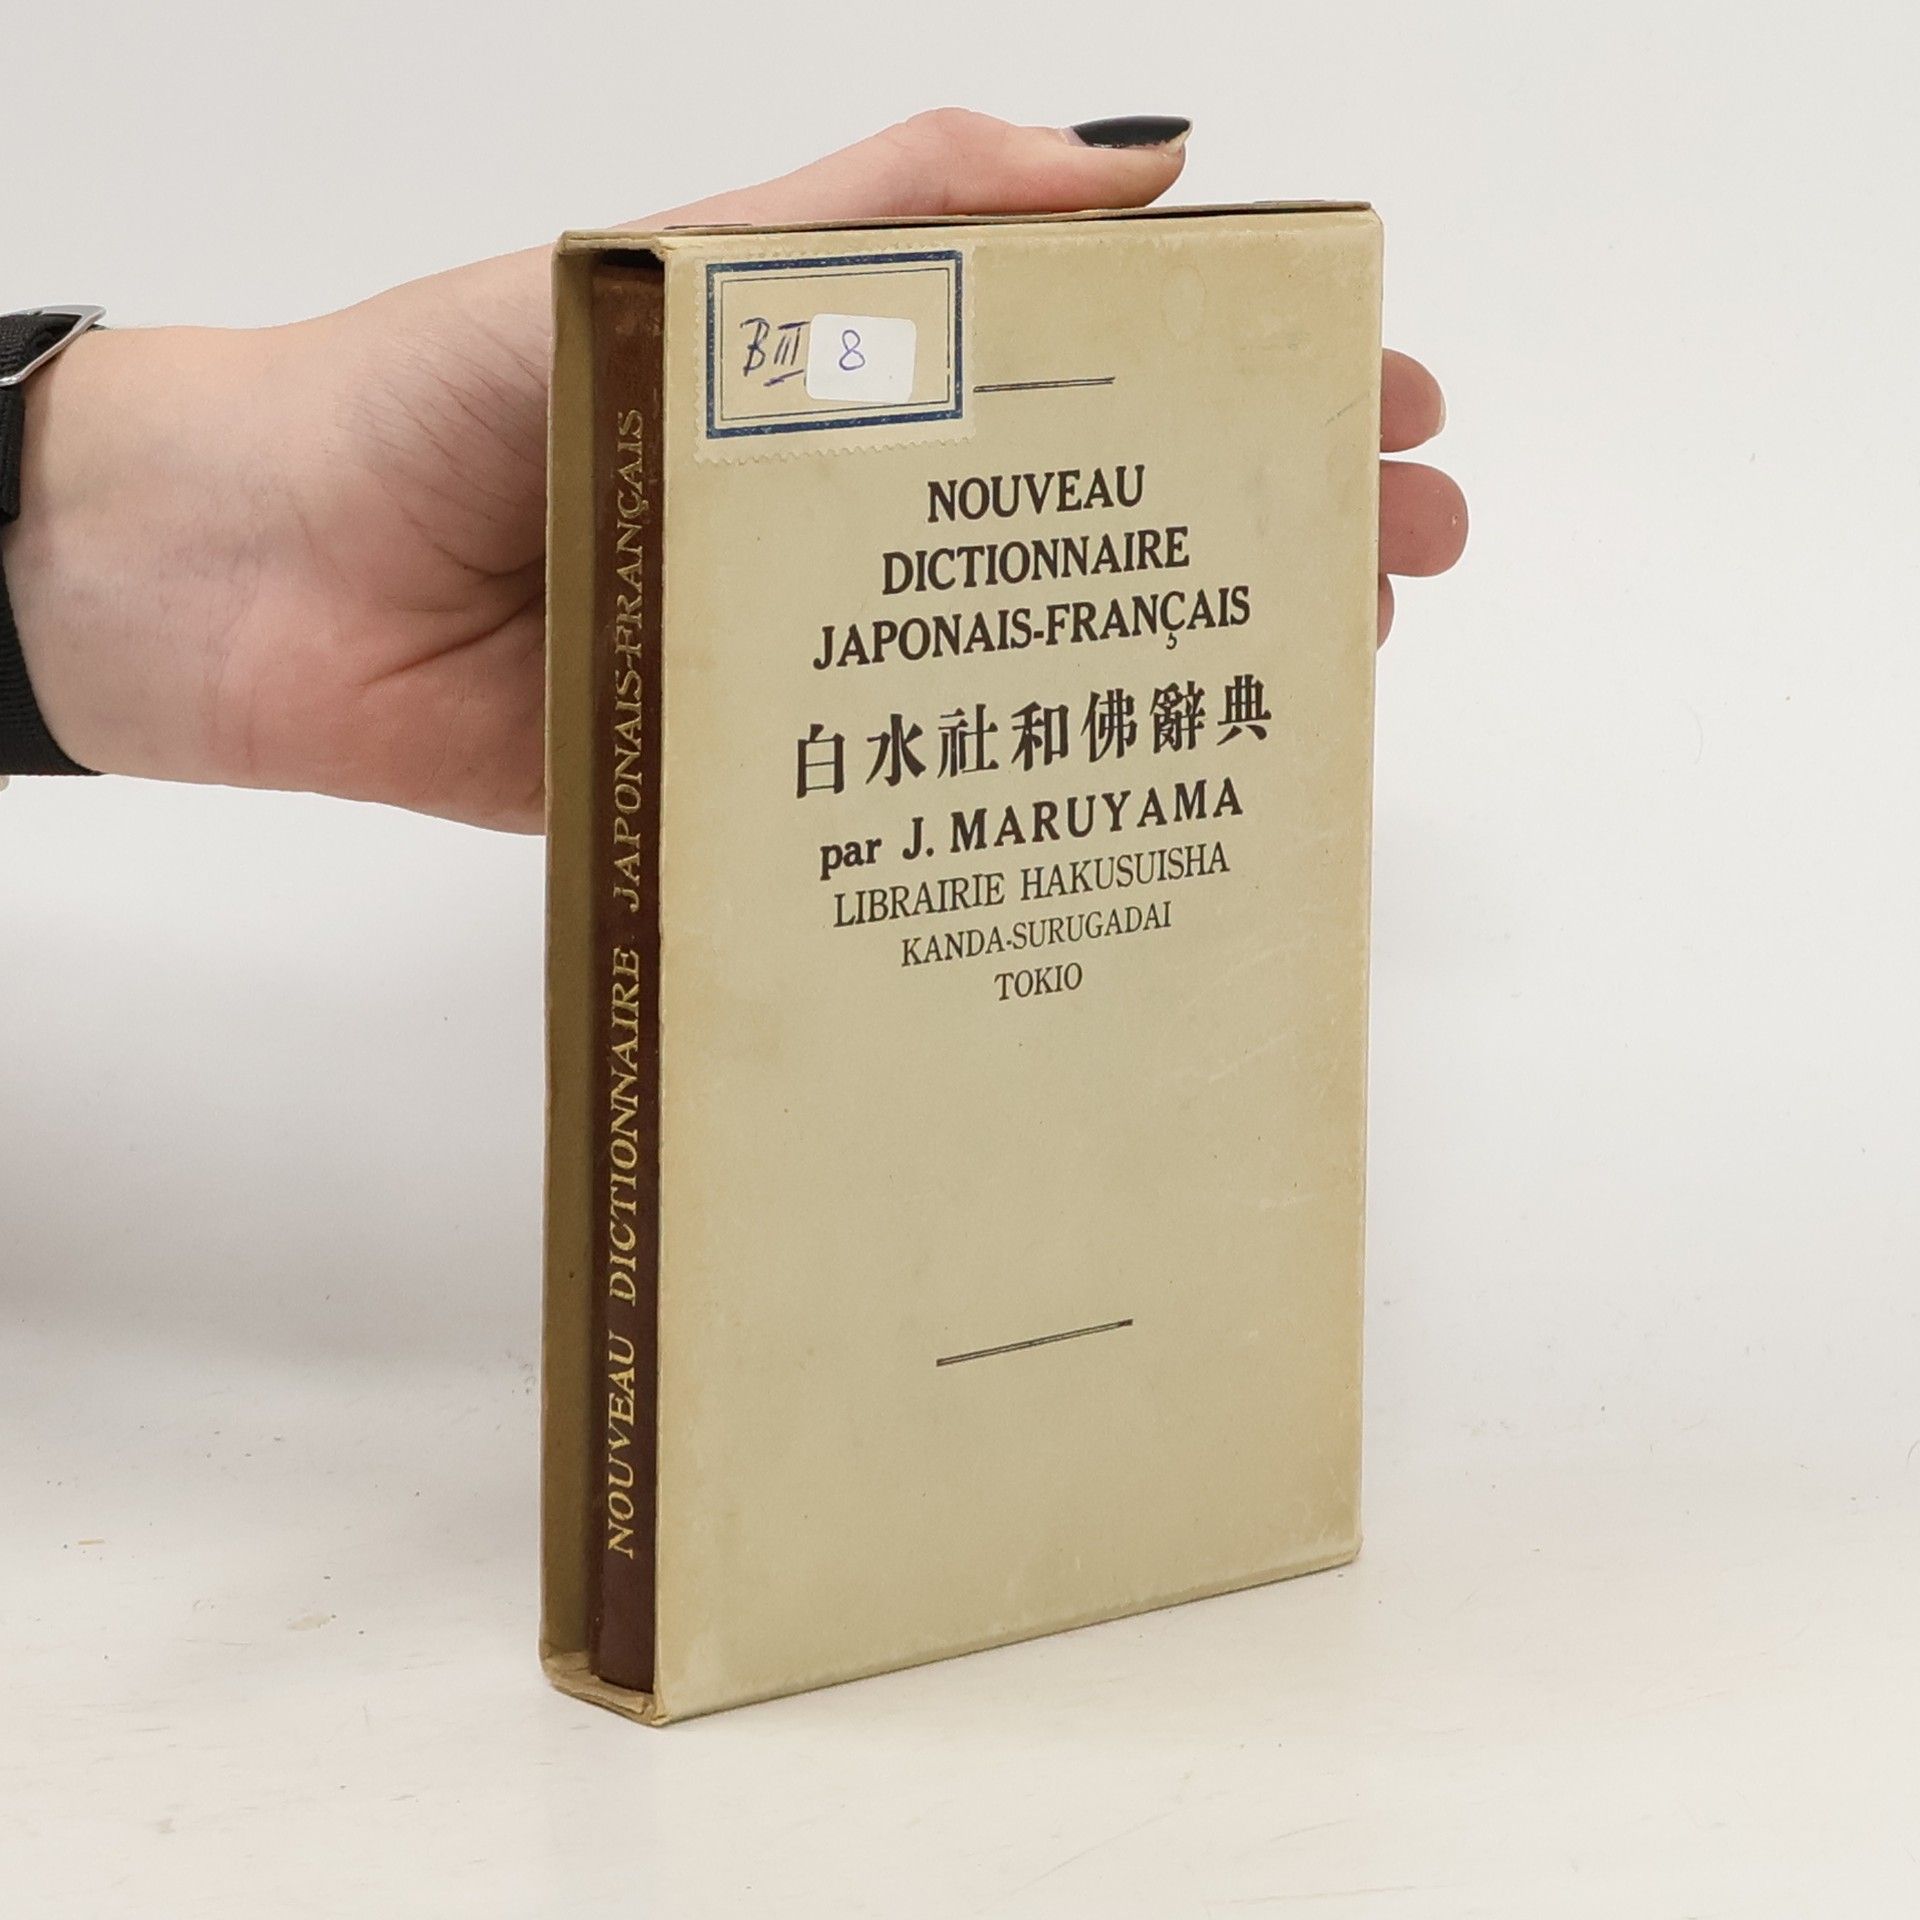 BIII 8
NOUVEAU
DICTIONNAIRE
JAPONAIS-FRANÇAIS
白水社和佛辭典
par J. MARUYAMA
LIBRAIRIE HAKUSUISHA
KANDA-SURUGADAI
TOKIO
NOUVEAU DICTIONNAIRE JAPONAIS-FRANÇAIS